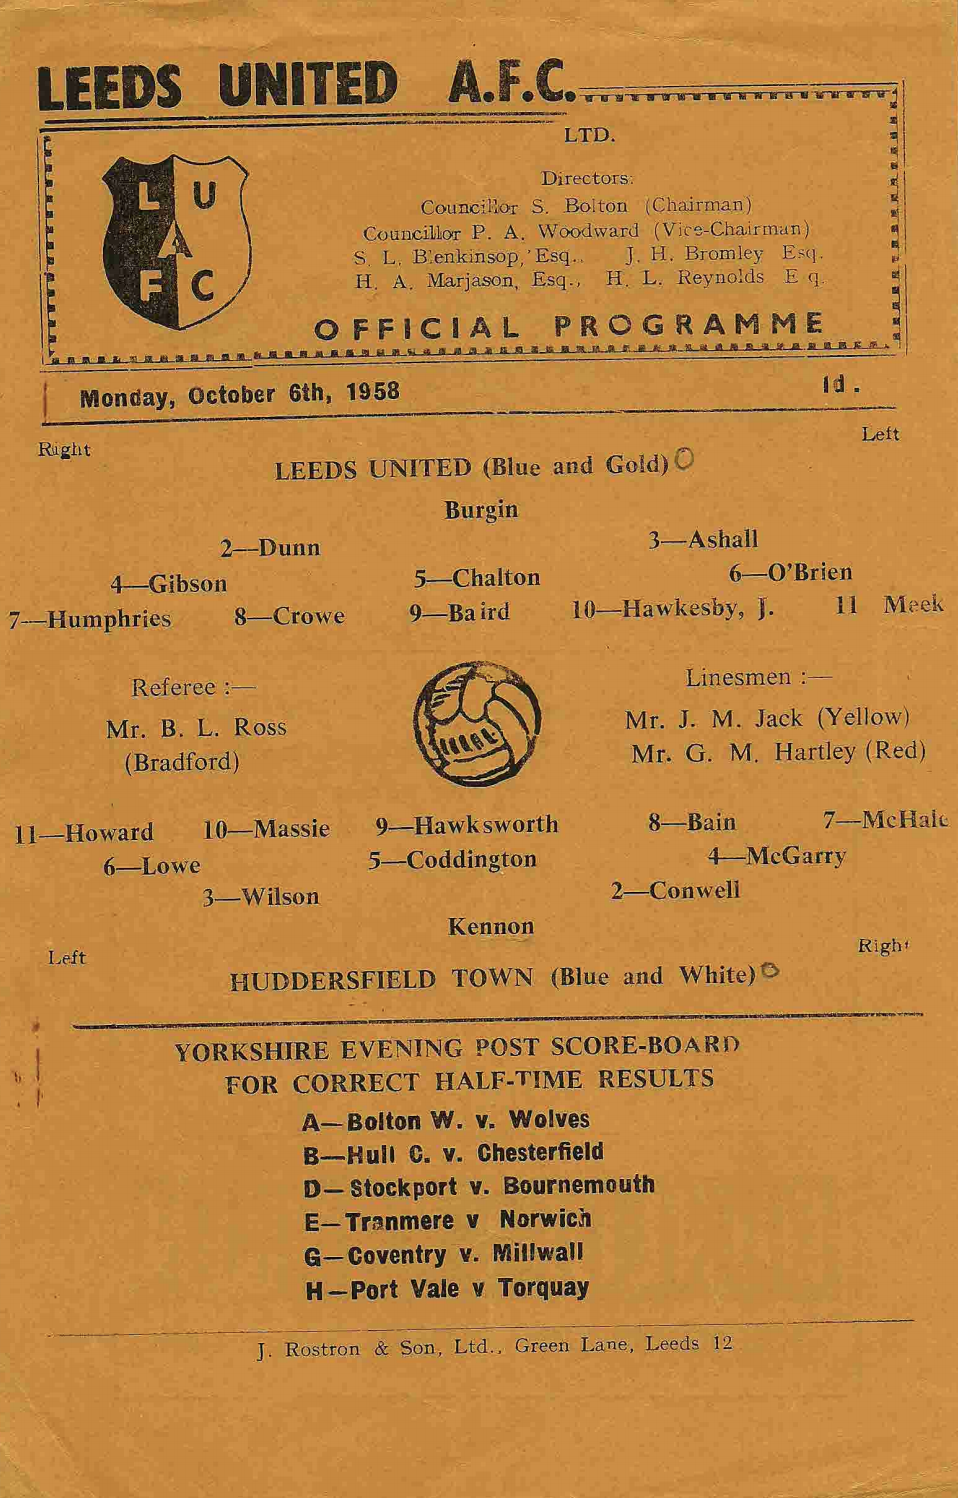 LEEDS UNITED A.F.C.
LTD.
L U
A
F C
Directors:
Councillor S. Bolton (Chairman)
Councillor P. A. Woodward (Vice-Chairman)
S. L. Blenkinsop, Esq., J. H. Bromley Esq.
H. A. Marjason, Esq., H. L. Reynolds E q.
OFFICIAL PROGRAMME
Monday, October 6th, 1958 1d.
Right Left
LEEDS UNITED (Blue and Gold) 0
Burgin
2—Dunn 3—Ashall
4—Gibson 5—Chalton 6—O'Brien
7—Humphries 8—Crowe 9—Baird 10—Hawkesby, J. 11 Meek
Referee :— Linesmen :—
Mr. B. L. Ross Mr. J. M. Jack (Yellow)
(Bradford) Mr. G. M. Hartley (Red)
11—Howard 10—Massie 9—Hawksworth 8—Bain 7—McHale
6—Lowe 5—Coddington 4—McGarry
3—Wilson 2—Conwell
Kennon
Left Right
HUDDERSFIELD TOWN (Blue and White) 0
YORKSHIRE EVENING POST SCORE-BOARD
FOR CORRECT HALF-TIME RESULTS
A—Bolton W. v. Wolves
B—Hull C. v. Chesterfield
D—Stockport v. Bournemouth
E—Tranmere v Norwich
G—Coventry v. Millwall
H—Port Vale v Torquay
J. Rostron & Son, Ltd., Green Lane, Leeds 12